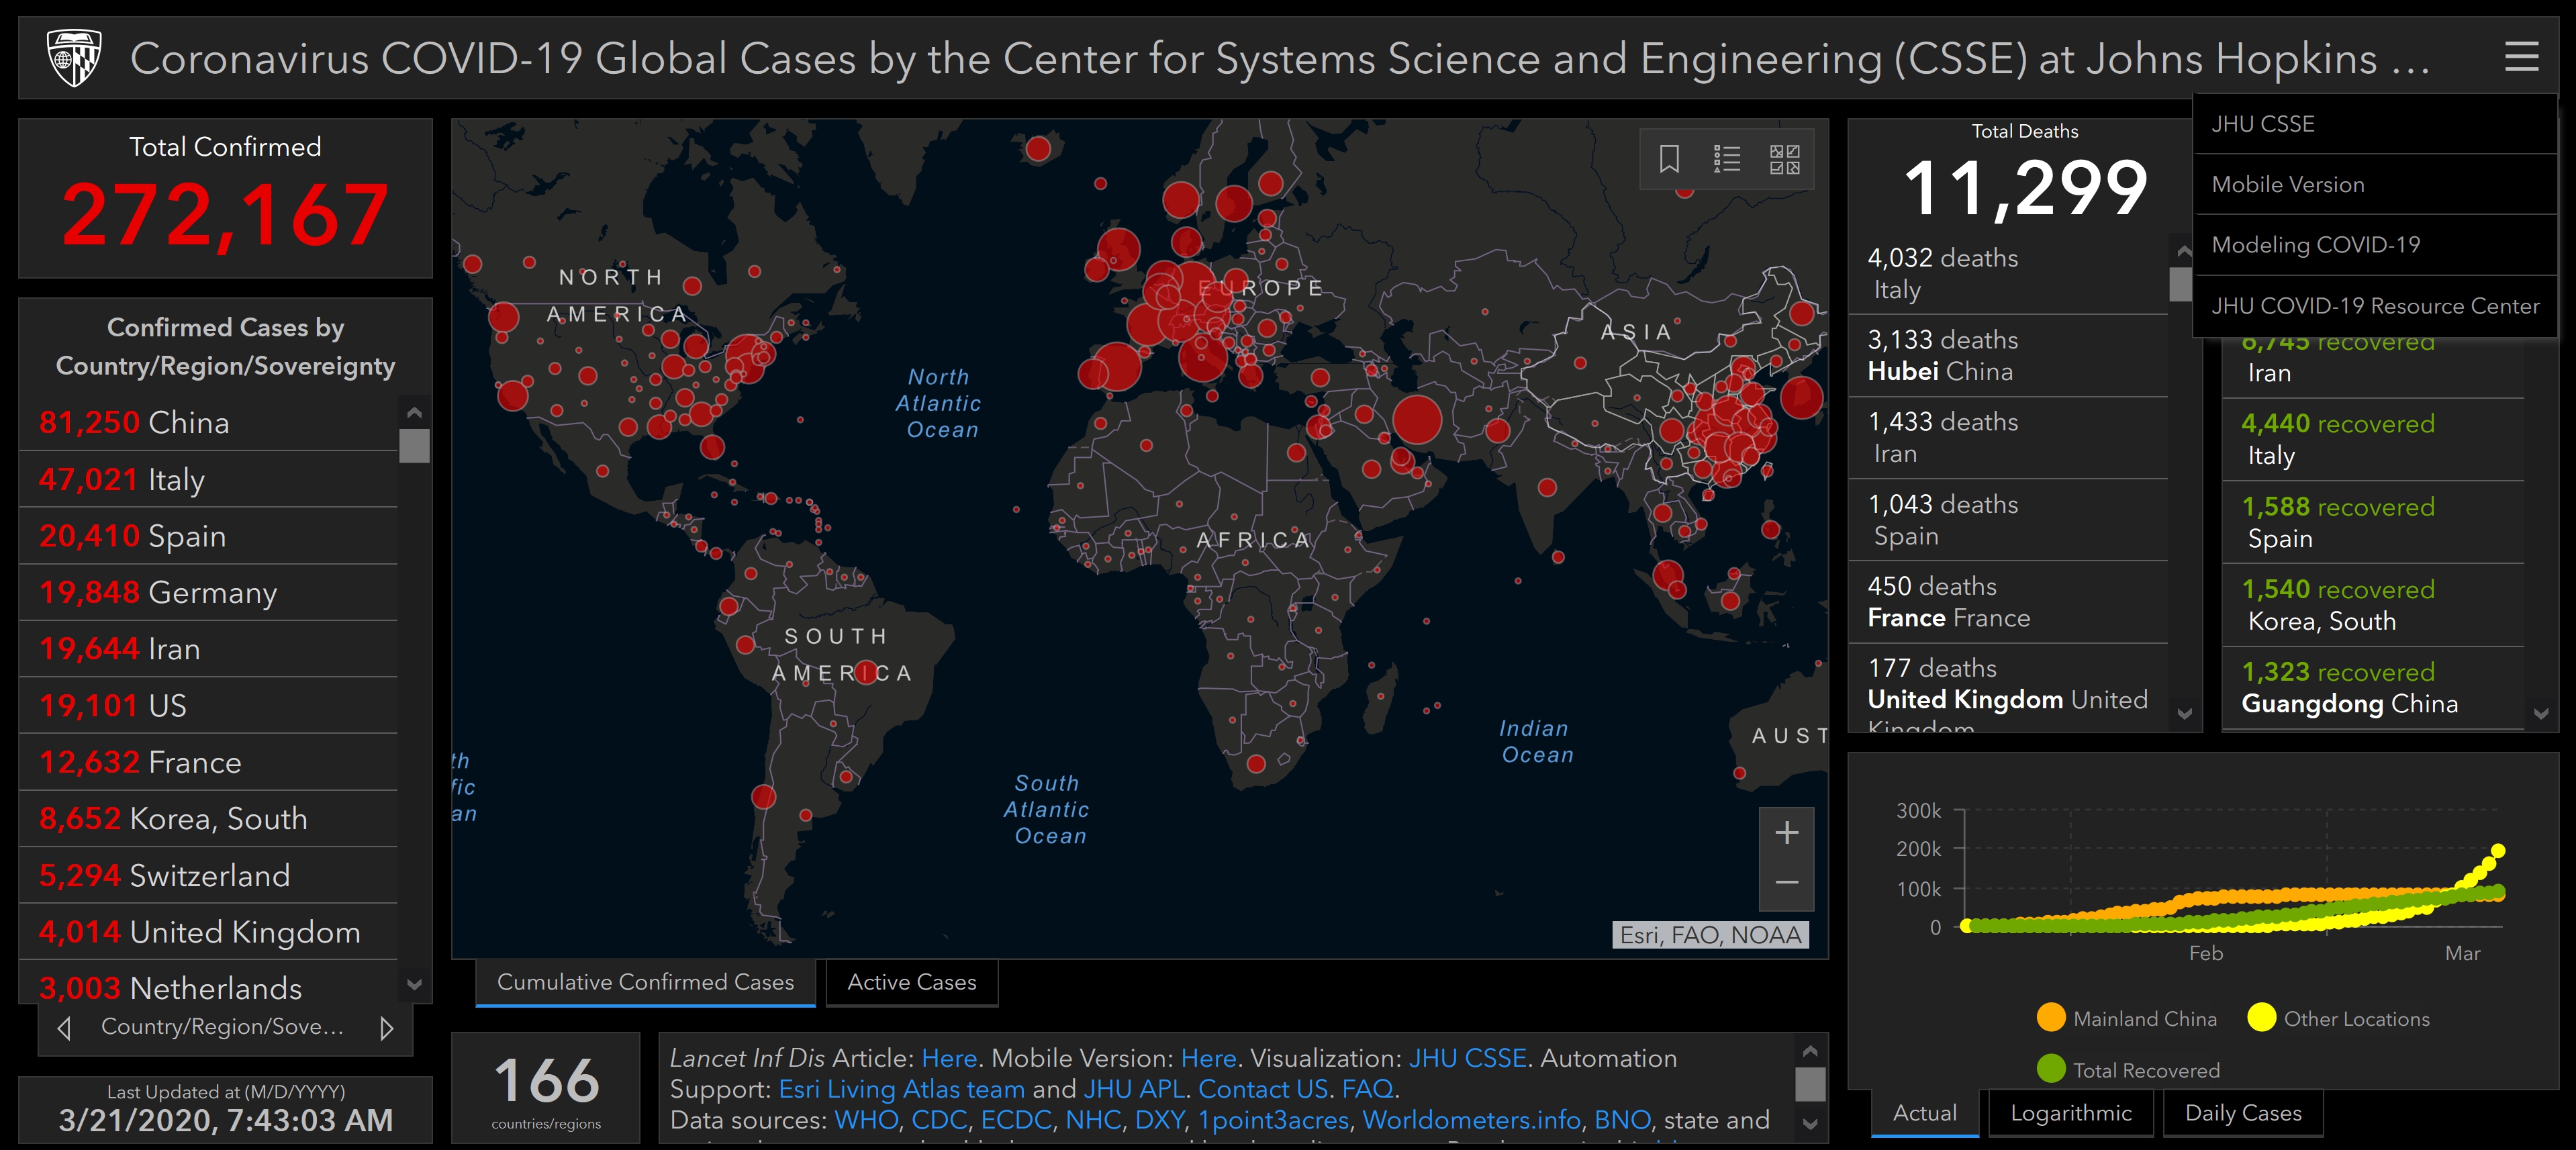 Coronavirus COVID-19 Global Cases by the Center for Systems Science and Engineering (CSSE) at Johns Hopkins ...
JHU CSSE
Mobile Version
Modeling COVID-19
JHU COVID-19 Resource Center
Total Confirmed
272,167
Confirmed Cases by
Country/Region/Sovereignty
81,250 China
47,021 Italy
20,410 Spain
19,848 Germany
19,644 Iran
19,101 US
12,632 France
8,652 Korea, South
5,294 Switzerland
4,014 United Kingdom
3,003 Netherlands
Country/Region/Sove...
Last Updated at (M/D/YYYY)
3/21/2020, 7:43:03 AM
NORTH
AMERICA
EUROPE
ASIA
North
Atlantic
Ocean
AFRICA
SOUTH
AMERICA
Indian
Ocean
AUST
th
fic
an
South
Atlantic
Ocean
+
−
Esri, FAO, NOAA
Cumulative Confirmed Cases
Active Cases
166
countries/regions
Lancet Inf Dis Article: Here. Mobile Version: Here. Visualization: JHU CSSE. Automation
Support: Esri Living Atlas team and JHU APL. Contact US. FAQ.
Data sources: WHO, CDC, ECDC, NHC, DXY, 1point3acres, Worldometers.info, BNO, state and
Total Deaths
11,299
4,032 deaths
Italy
3,133 deaths
Hubei China
1,433 deaths
Iran
1,043 deaths
Spain
450 deaths
France France
177 deaths
United Kingdom United
Kingdom
6,745 recovered
Iran
4,440 recovered
Italy
1,588 recovered
Spain
1,540 recovered
Korea, South
1,323 recovered
Guangdong China
300k
200k
100k
0
Feb
Mar
Mainland China
Other Locations
Total Recovered
Actual
Logarithmic
Daily Cases